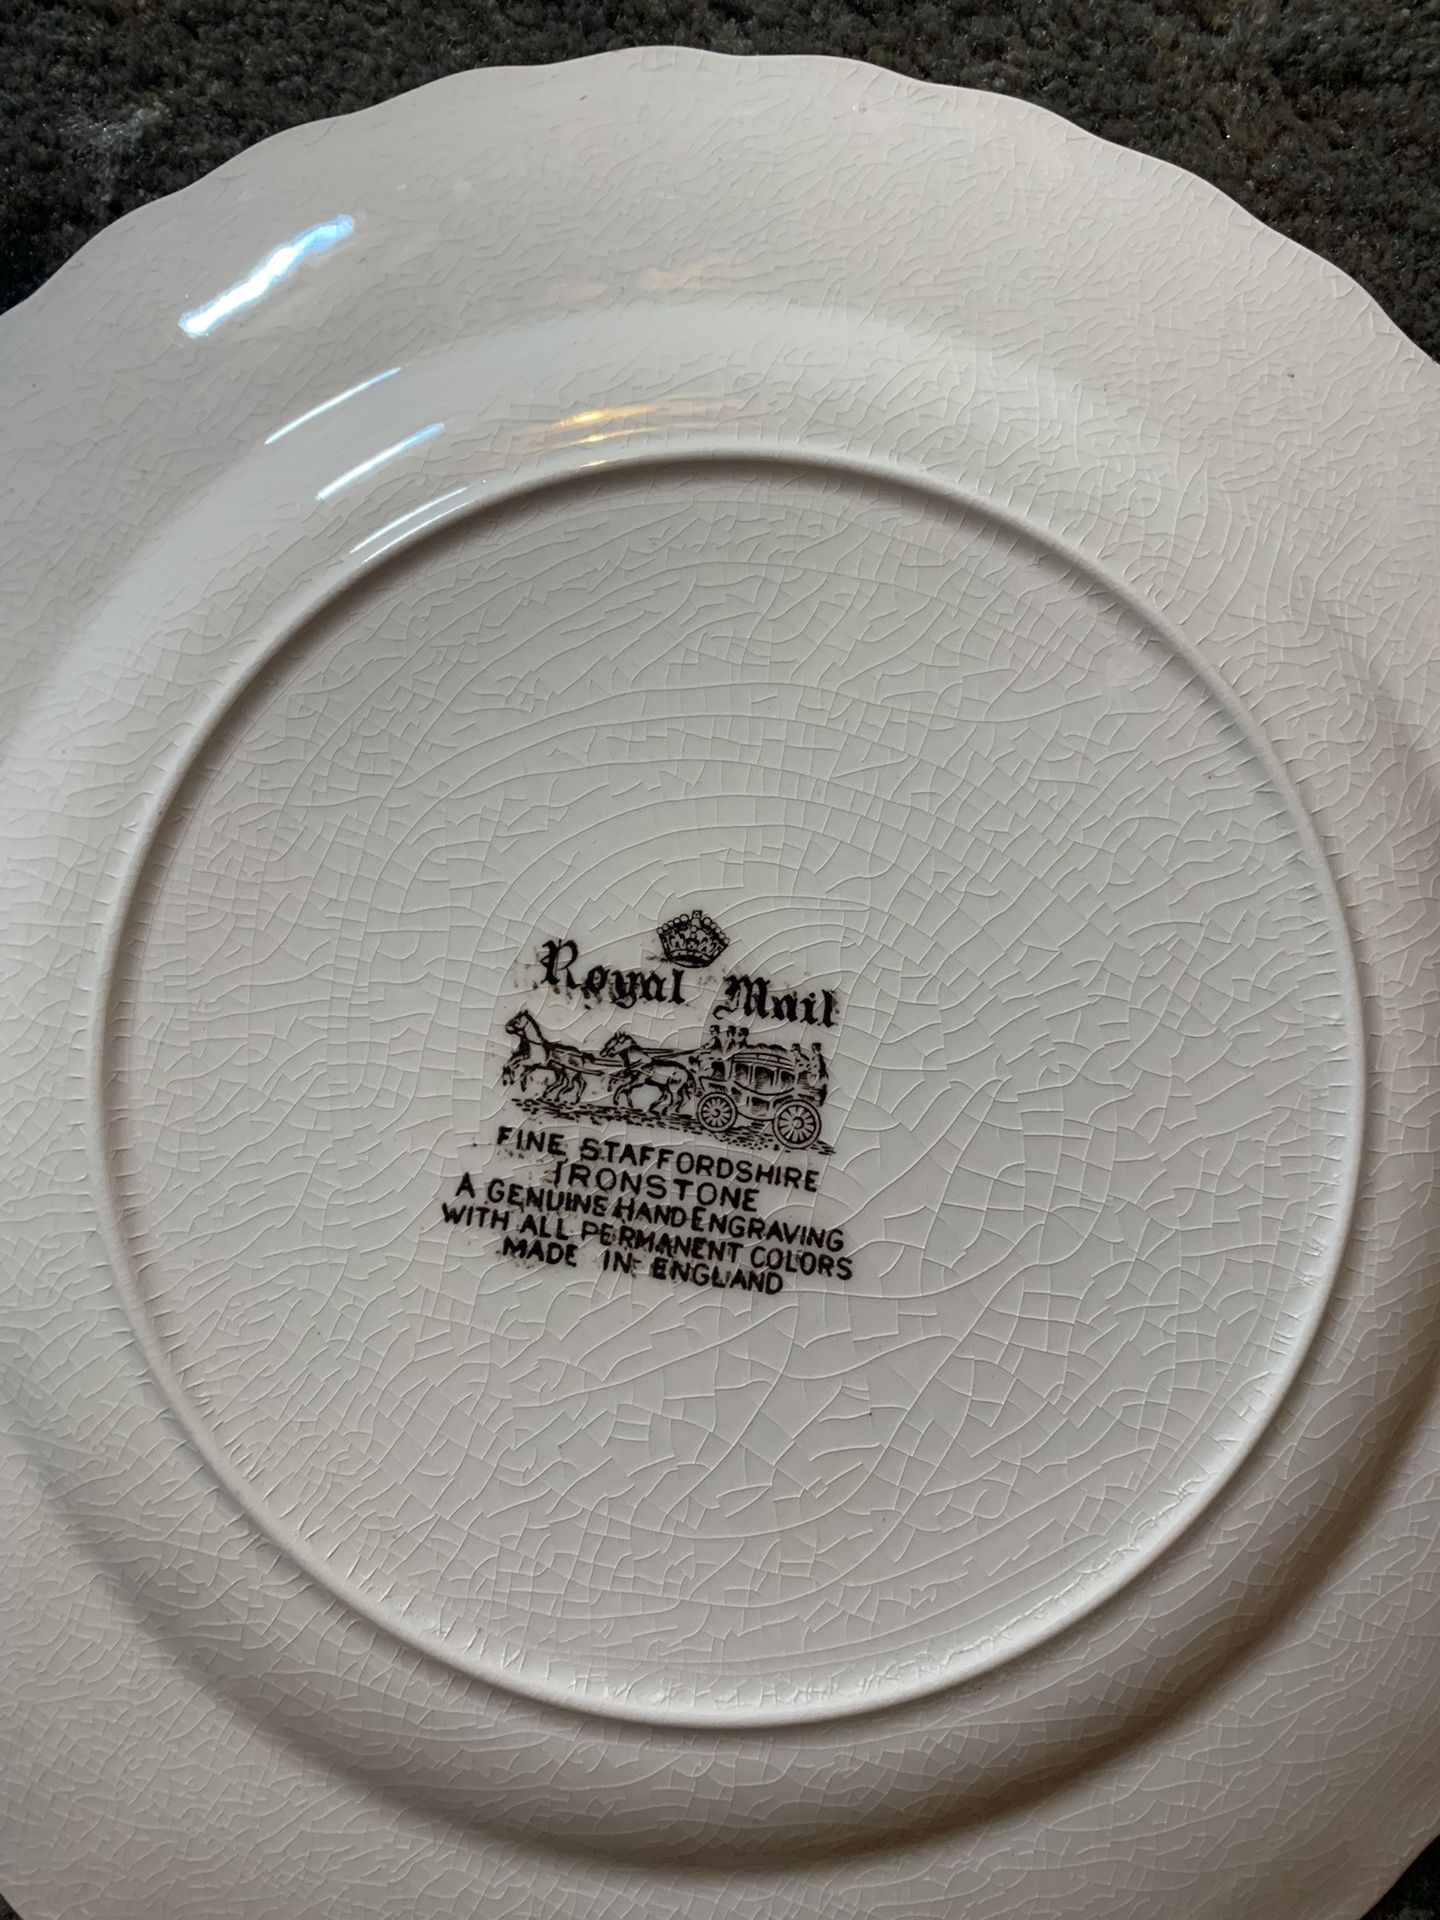 Royal Mail
FINE STAFFORDSHIRE
IRONSTONE
A GENUINE HAND ENGRAVING
WITH ALL PERMANENT COLORS
MADE IN ENGLAND